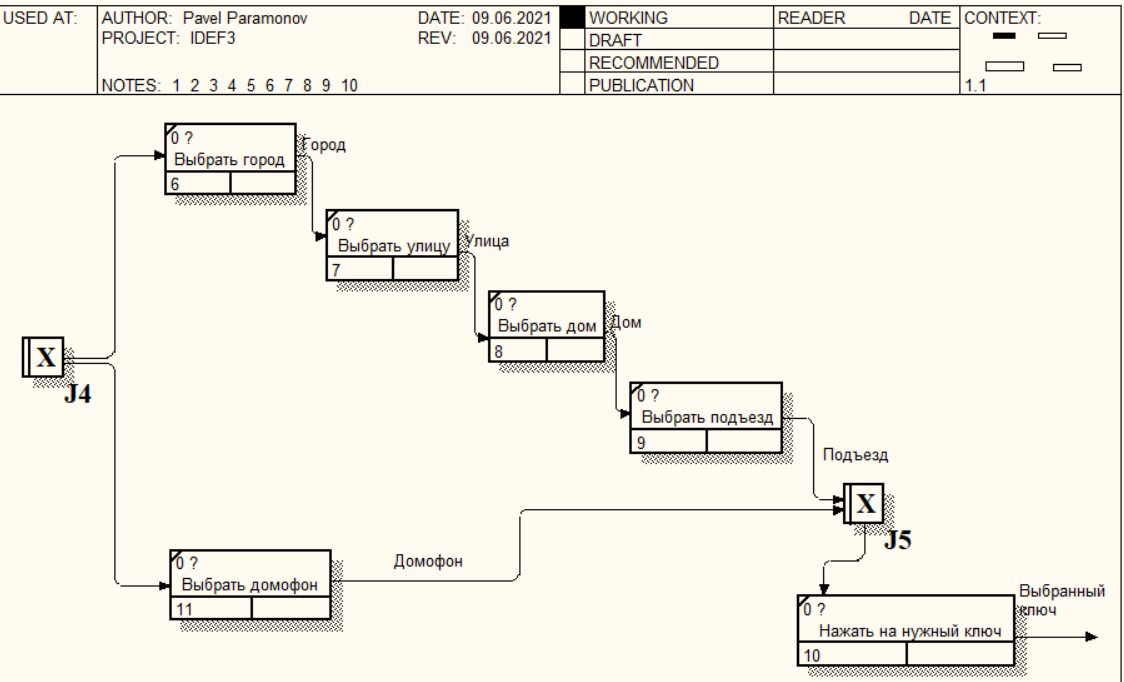 USED AT:
AUTHOR: Pavel Paramonov
DATE: 09.06.2021
WORKING
READER
DATE
CONTEXT:
PROJECT: IDEF3
REV: 09.06.2021
DRAFT
RECOMMENDED
NOTES: 1 2 3 4 5 6 7 8 9 10
PUBLICATION
1.1
0 ?
Выбрать город
6
Город
0 ?
Выбрать улицу
7
Улица
0 ?
Выбрать дом
8
Дом
X
J4
0 ?
Выбрать подъезд
9
Подъезд
X
J5
0 ?
Выбрать домофон
11
Домофон
0 ?
Нажать на нужный ключ
10
Выбранный
ключ